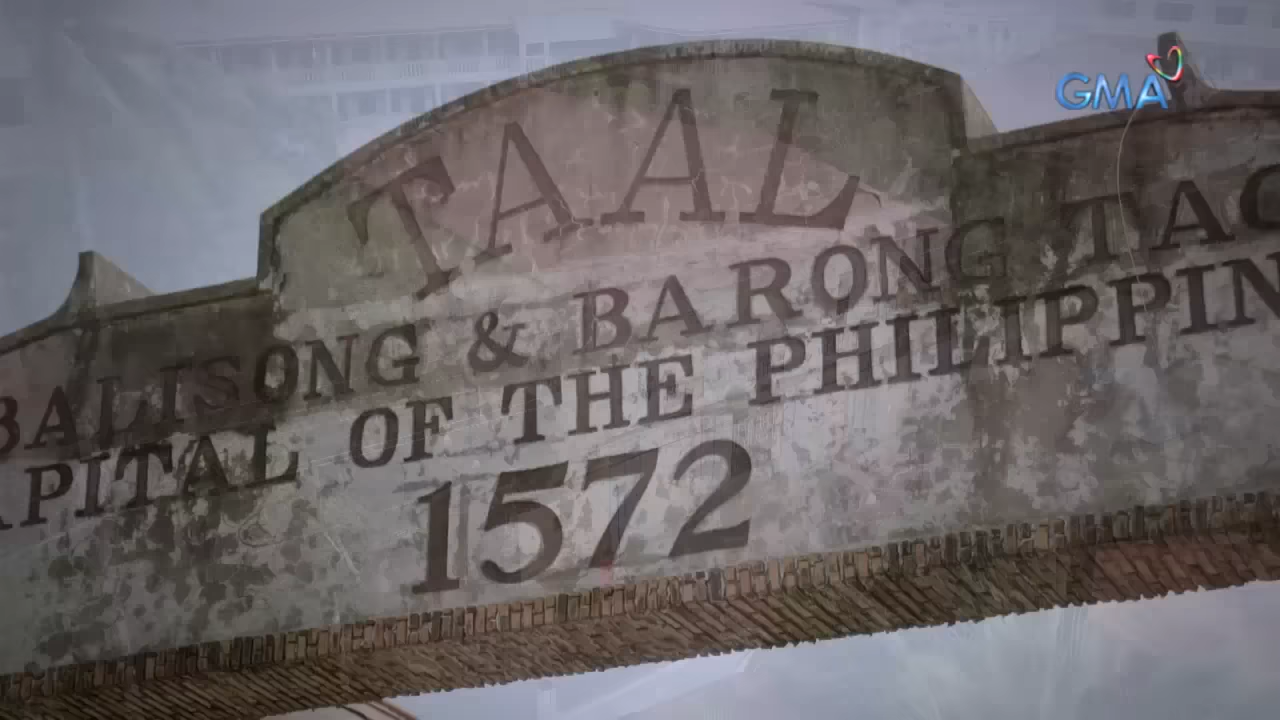 GMA
TAAL
BALISONG & BARONG TAG
APITAL OF THE PHILIPPIN
1572